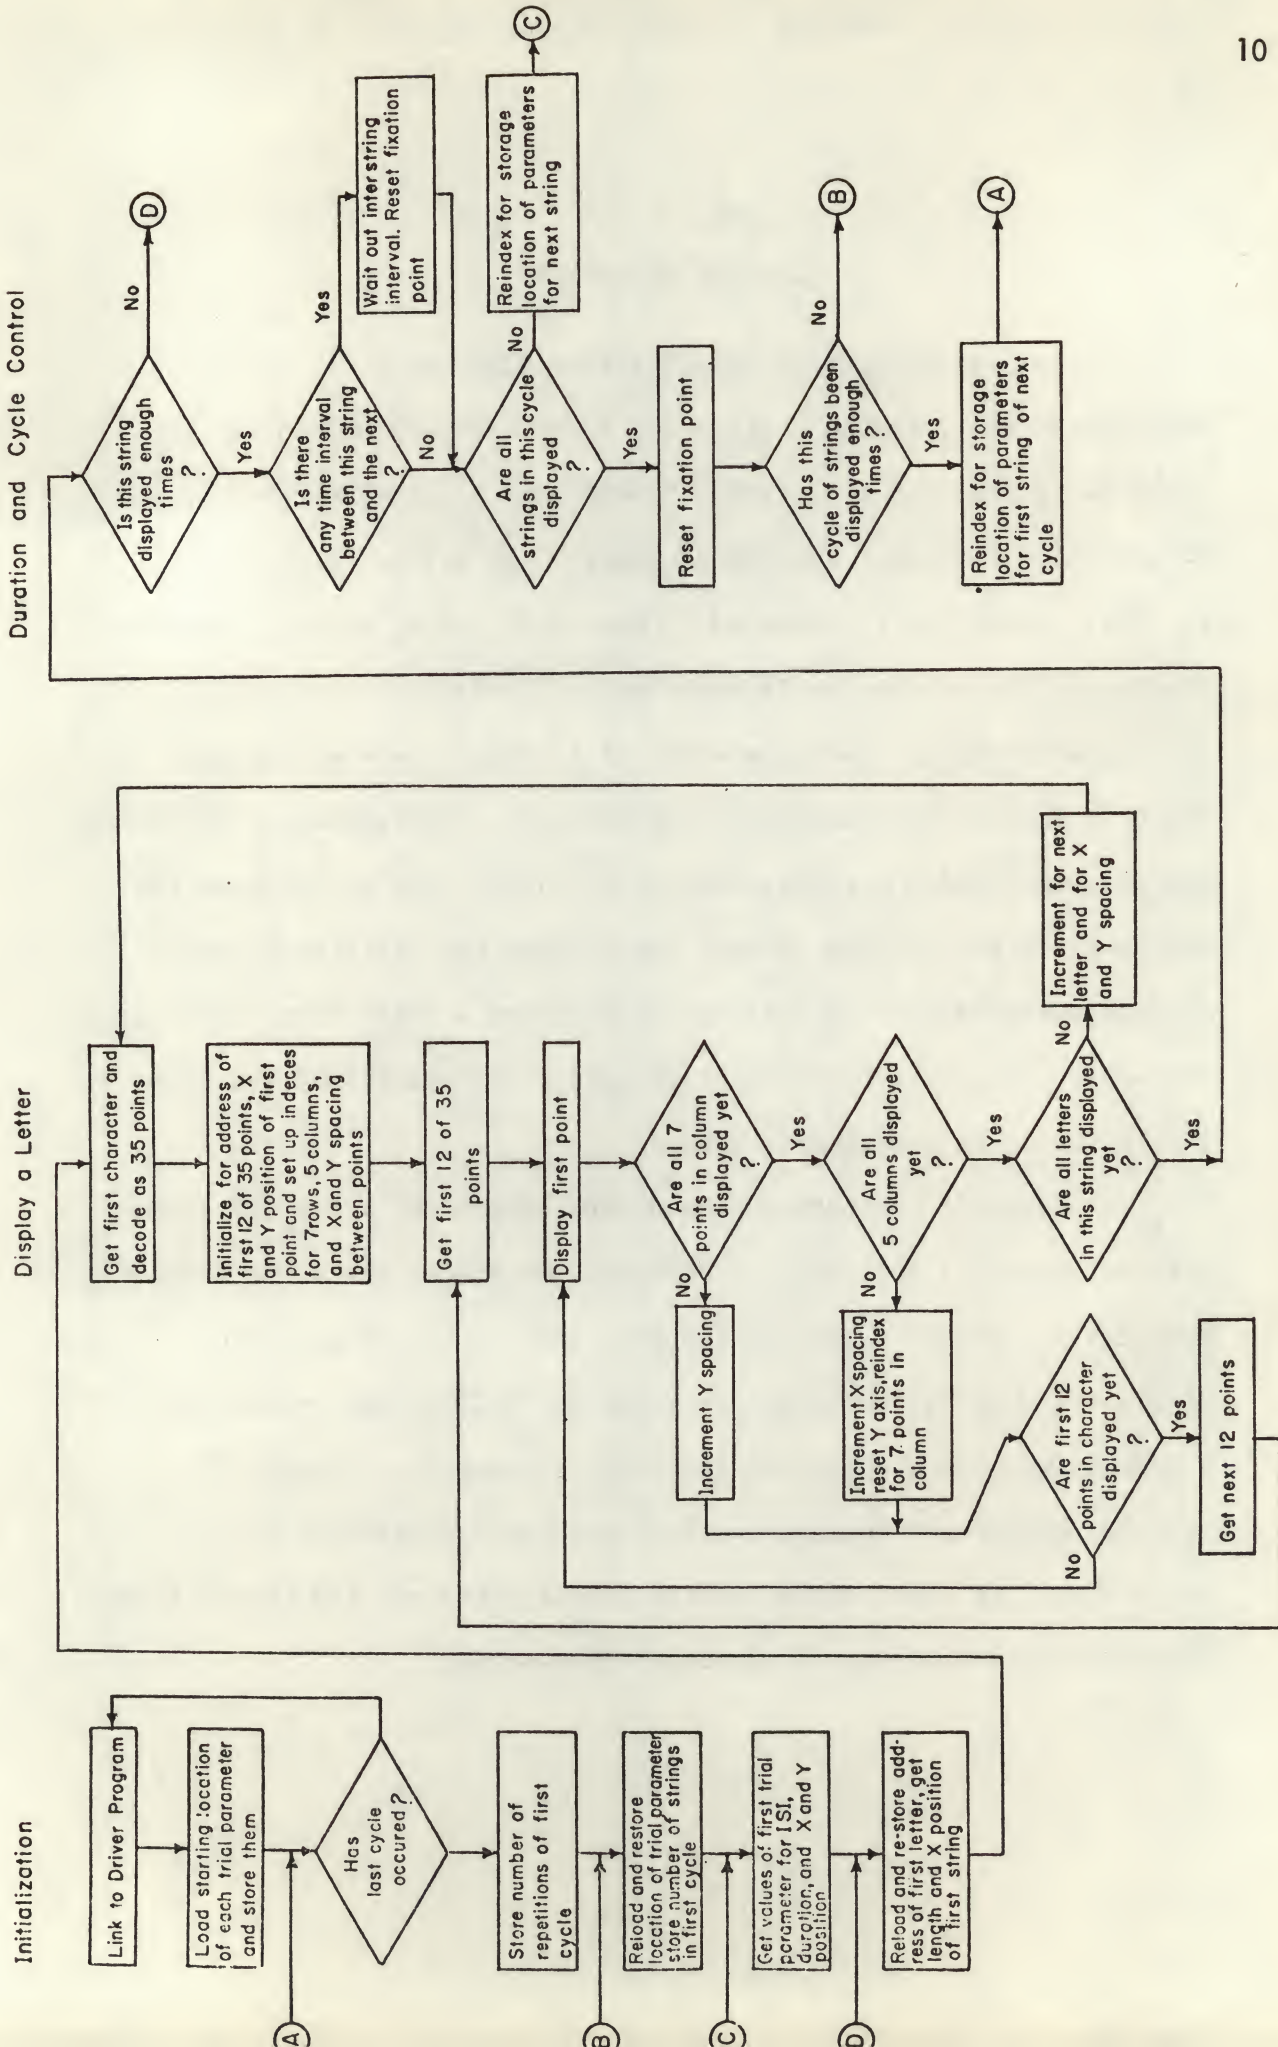 10
Initialization
Link to Driver Program
Load starting location
of each trial parameter
and store them
A
Has
last cycle
occured?
Store number of
repetitions of first
cycle
B
Reload and restore
location of trial parameter
store number of strings
in first cycle
C
Get values of first trial
parameter for ISI,
duration, and X and Y
position
D
Reload and re-store add-
ress of first letter, get
length and X position
of first string
Display a Letter
Get first character and
decode as 35 points
Initialize for address of
first 12 of 35 points, X
and Y position of first
point and set up indeces
for 7rows, 5 columns,
and X and Y spacing
between points
Get first 12 of 35
points
Display first point
Are all 7
points in column
displayed yet
?
No
Yes
Increment Y spacing
Are all
5 columns displayed
yet
?
No
Yes
Increment X spacing
reset Y axis, reindex
for 7. points in
column
Are first 12
points in character
displayed yet
?
No
Yes
Get next 12 points
Are all letters
in this string displayed
yet
?
No
Yes
Increment for next
letter and for X
and Y spacing
Duration and Cycle Control
Is this string
displayed enough
times
?
No
D
Yes
Is there
any time interval
between this string
and the next
?
Yes
Wait out inter string
interval. Reset fixation
point
No
Are all
strings in this cycle
displayed
?
No
Reindex for storage
location of parameters
for next string
C
Yes
Reset fixation point
Has this
cycle of strings been
displayed enough
times ?
No
B
Yes
Reindex for storage
location of parameters
for first string of next
cycle
A